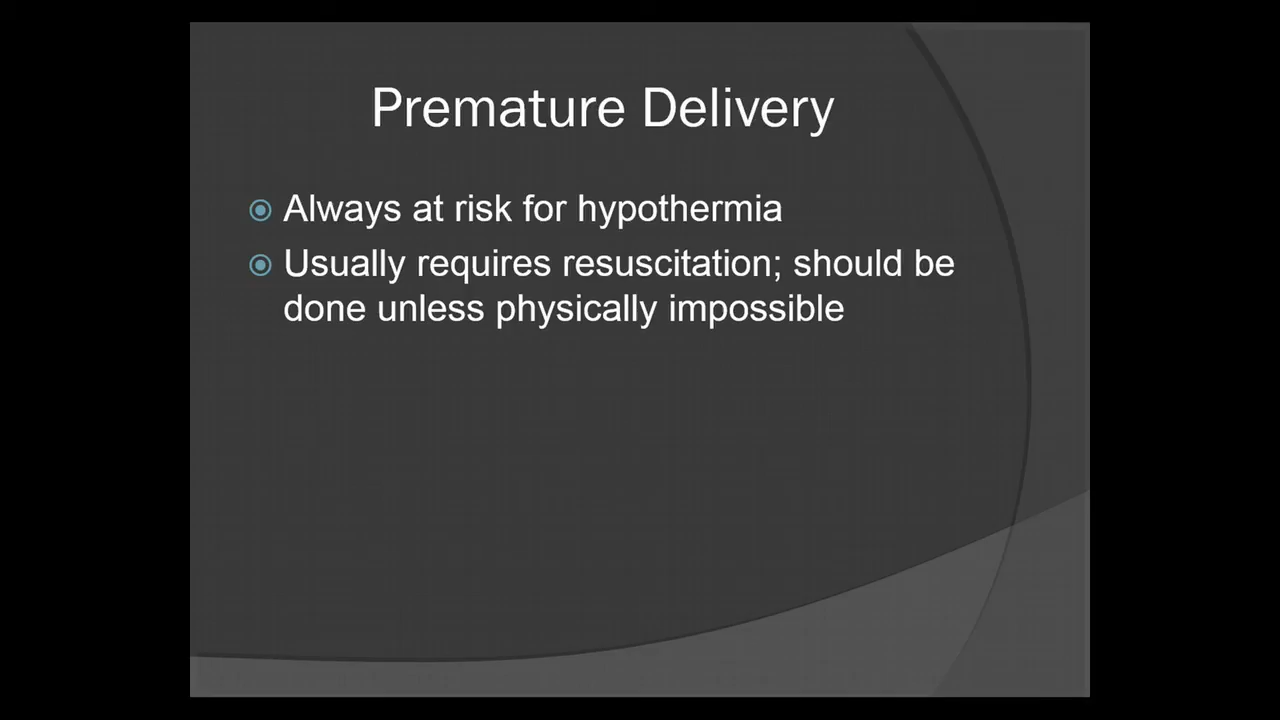 Premature Delivery
Always at risk for hypothermia
Usually requires resuscitation; should be
done unless physically impossible